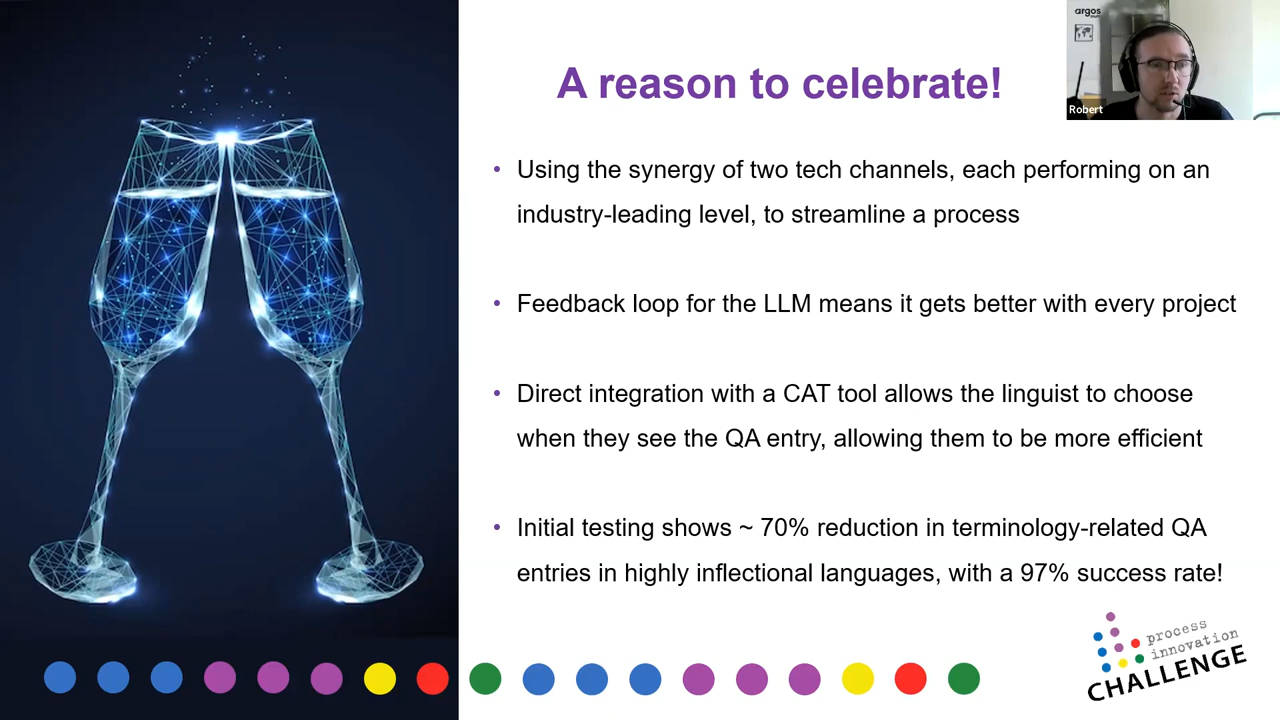 argos
Robert
A reason to celebrate!
• Using the synergy of two tech channels, each performing on an
industry-leading level, to streamline a process
• Feedback loop for the LLM means it gets better with every project
• Direct integration with a CAT tool allows the linguist to choose
when they see the QA entry, allowing them to be more efficient
• Initial testing shows ~ 70% reduction in terminology-related QA
entries in highly inflectional languages, with a 97% success rate!
process
innovation
CHALLENGE